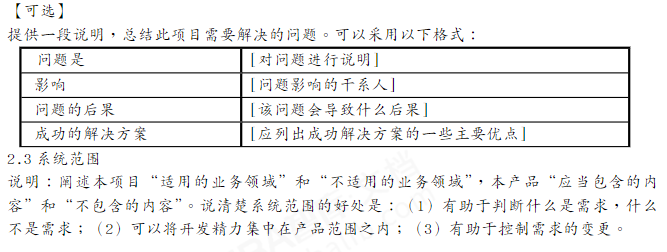 【可选】
提供一段说明，总结此项目需要解决的问题。可以采用以下格式：
问题是 [对问题进行说明]
影响 [问题影响的干系人]
问题的后果 [该问题会导致什么后果]
成功的解决方案 [应列出成功解决方案的一些主要优点]
2.3 系统范围
说明：阐述本项目“适用的业务领域”和“不适用的业务领域”，本产品“应当包含的内
容”和“不包含的内容”。说清楚系统范围的好处是：（1）有助于判断什么是需求，什么
不是需求；（2）可以将开发精力集中在产品范围之内；（3）有助于控制需求的变更。